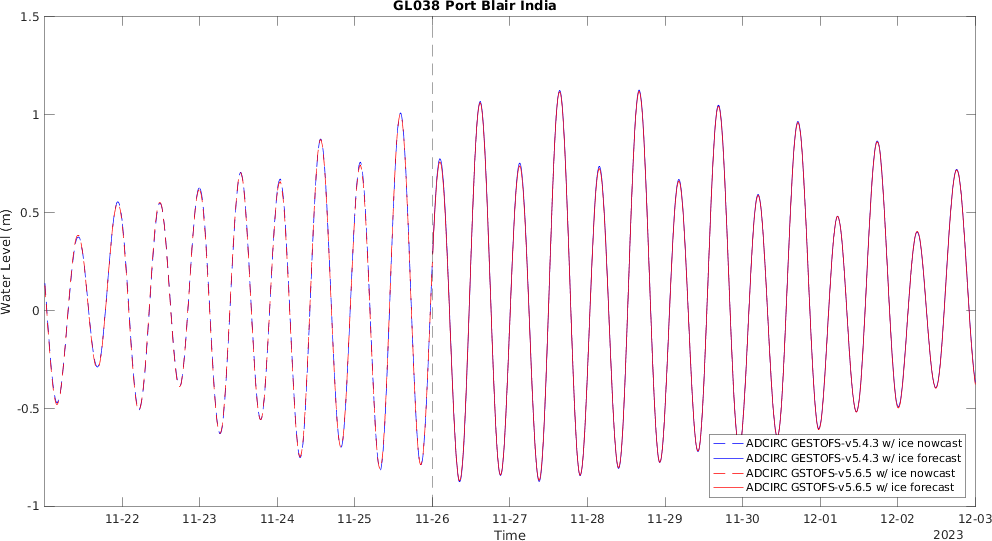 GL038 Port Blair India
1.5
1
0.5
0
-0.5
-1
Water Level (m)
11-22 11-23 11-24 11-25 11-26 11-27 11-28 11-29 11-30 12-01 12-02 12-03
Time
2023
ADCIRC GESTOFS-v5.4.3 w/ ice nowcast
ADCIRC GESTOFS-v5.4.3 w/ ice forecast
ADCIRC GSTOFS-v5.6.5 w/ ice nowcast
ADCIRC GSTOFS-v5.6.5 w/ ice forecast